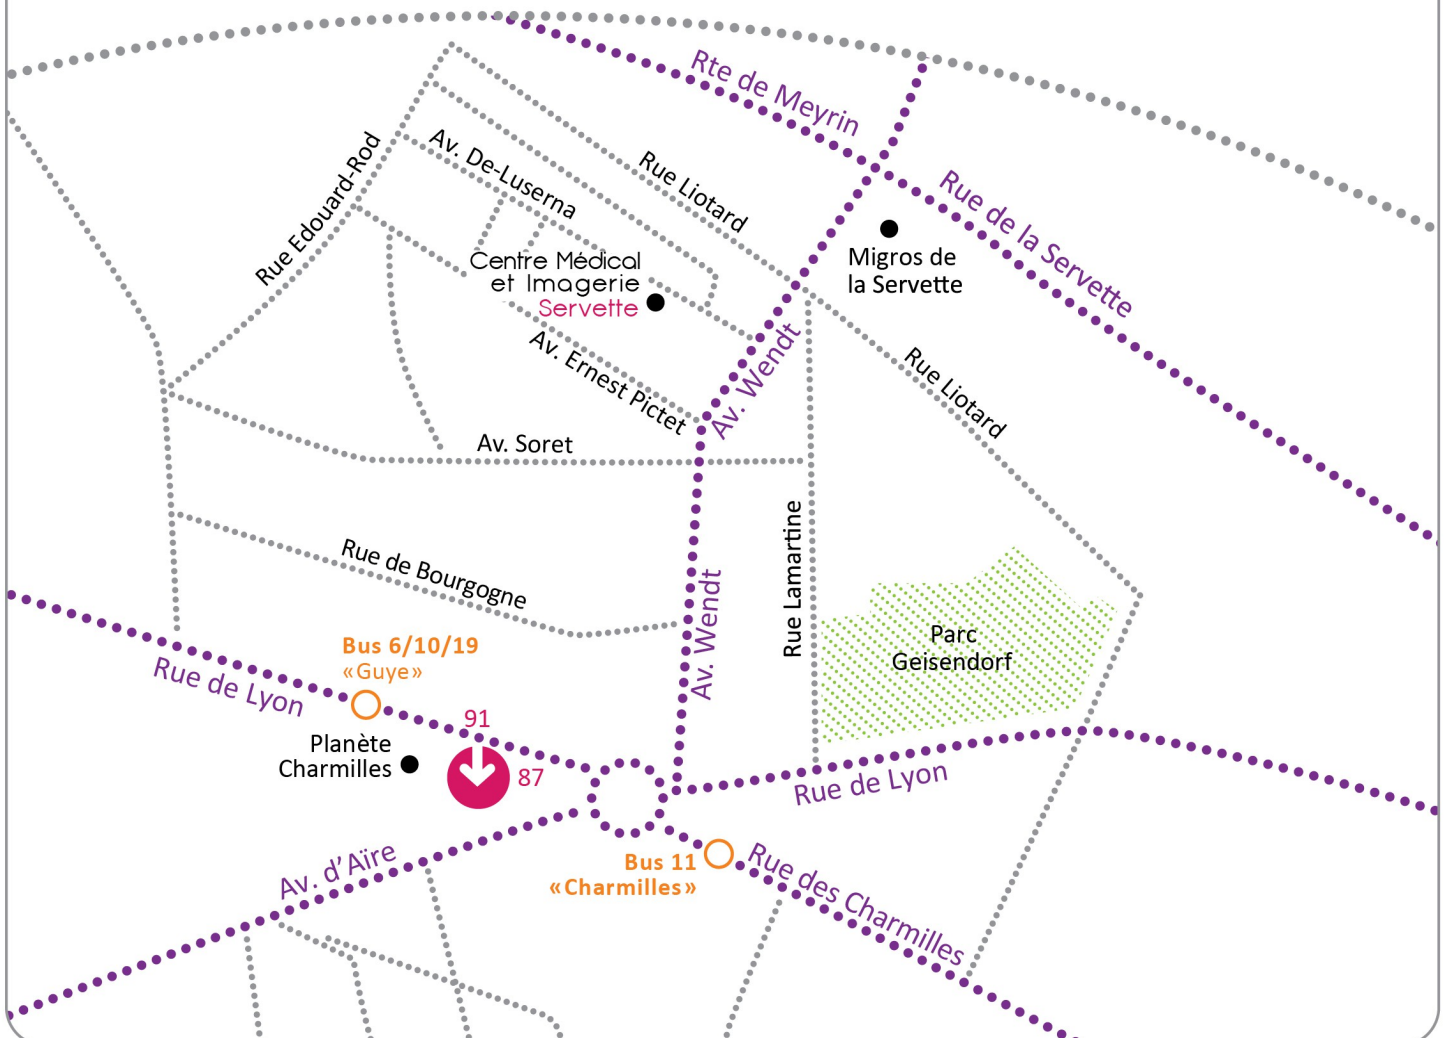 Rte de Meyrin
Av. De-Luserna
Rue Liotard
Rue Edouard-Rod
Rue de la Servette
Migros de
la Servette
Centre Médical
et Imagerie
Servette
Av. Ernest Pictet
Av. Wendt
Rue Liotard
Av. Soret
Rue Lamartine
Rue de Bourgogne
Av. Wendt
Parc
Geisendorf
Bus 6/10/19
«Guye»
Rue de Lyon
91
87
Planète
Charmilles
Rue de Lyon
Av. d’Aïre
Bus 11
«Charmilles»
Rue des Charmilles